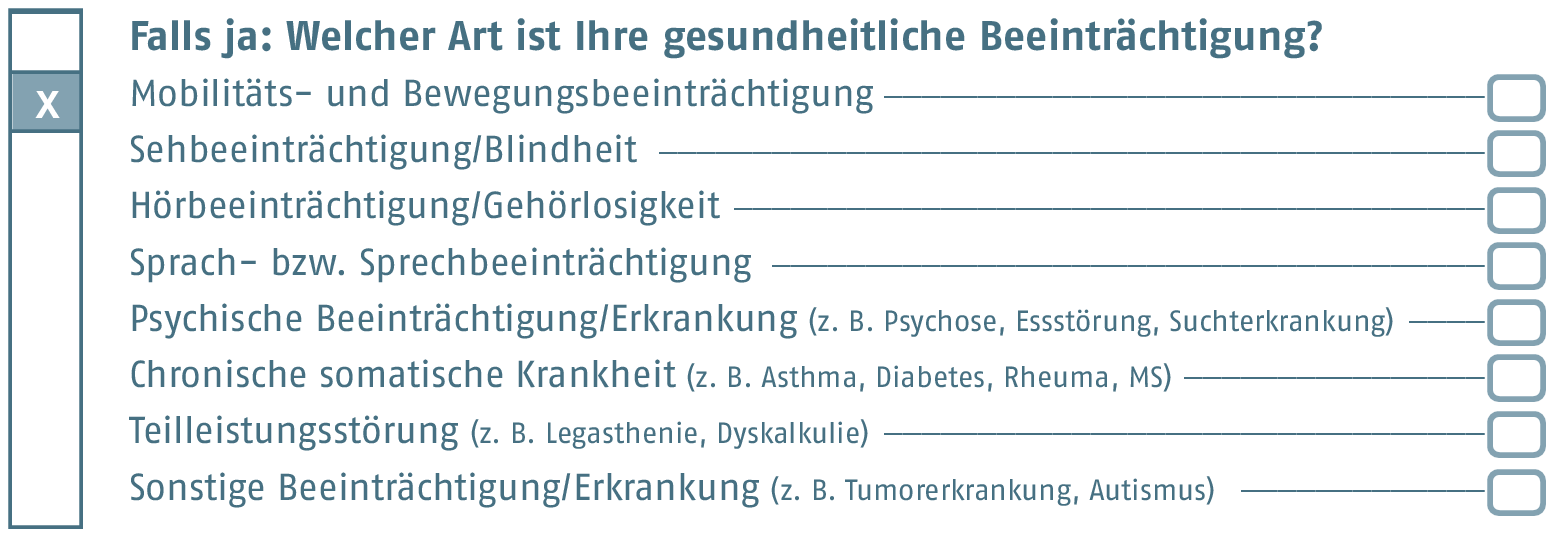 Falls ja: Welcher Art ist Ihre gesundheitliche Beeinträchtigung?
X
Mobilitäts- und Bewegungsbeeinträchtigung
Sehbeeinträchtigung/Blindheit
Hörbeeinträchtigung/Gehörlosigkeit
Sprach- bzw. Sprechbeeinträchtigung
Psychische Beeinträchtigung/Erkrankung (z. B. Psychose, Essstörung, Suchterkrankung)
Chronische somatische Krankheit (z. B. Asthma, Diabetes, Rheuma, MS)
Teilleistungsstörung (z. B. Legasthenie, Dyskalkulie)
Sonstige Beeinträchtigung/Erkrankung (z. B. Tumorerkrankung, Autismus)